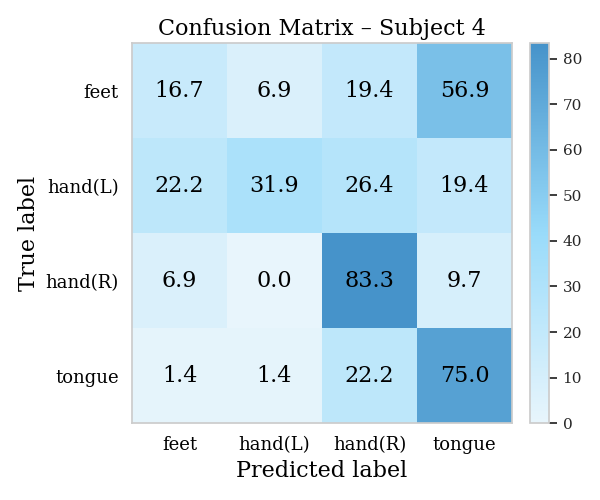 Confusion Matrix – Subject 4
True label
feet 16.7 6.9 19.4 56.9
hand(L) 22.2 31.9 26.4 19.4
hand(R) 6.9 0.0 83.3 9.7
tongue 1.4 1.4 22.2 75.0
feet hand(L) hand(R) tongue
Predicted label
80
70
60
50
40
30
20
10
0